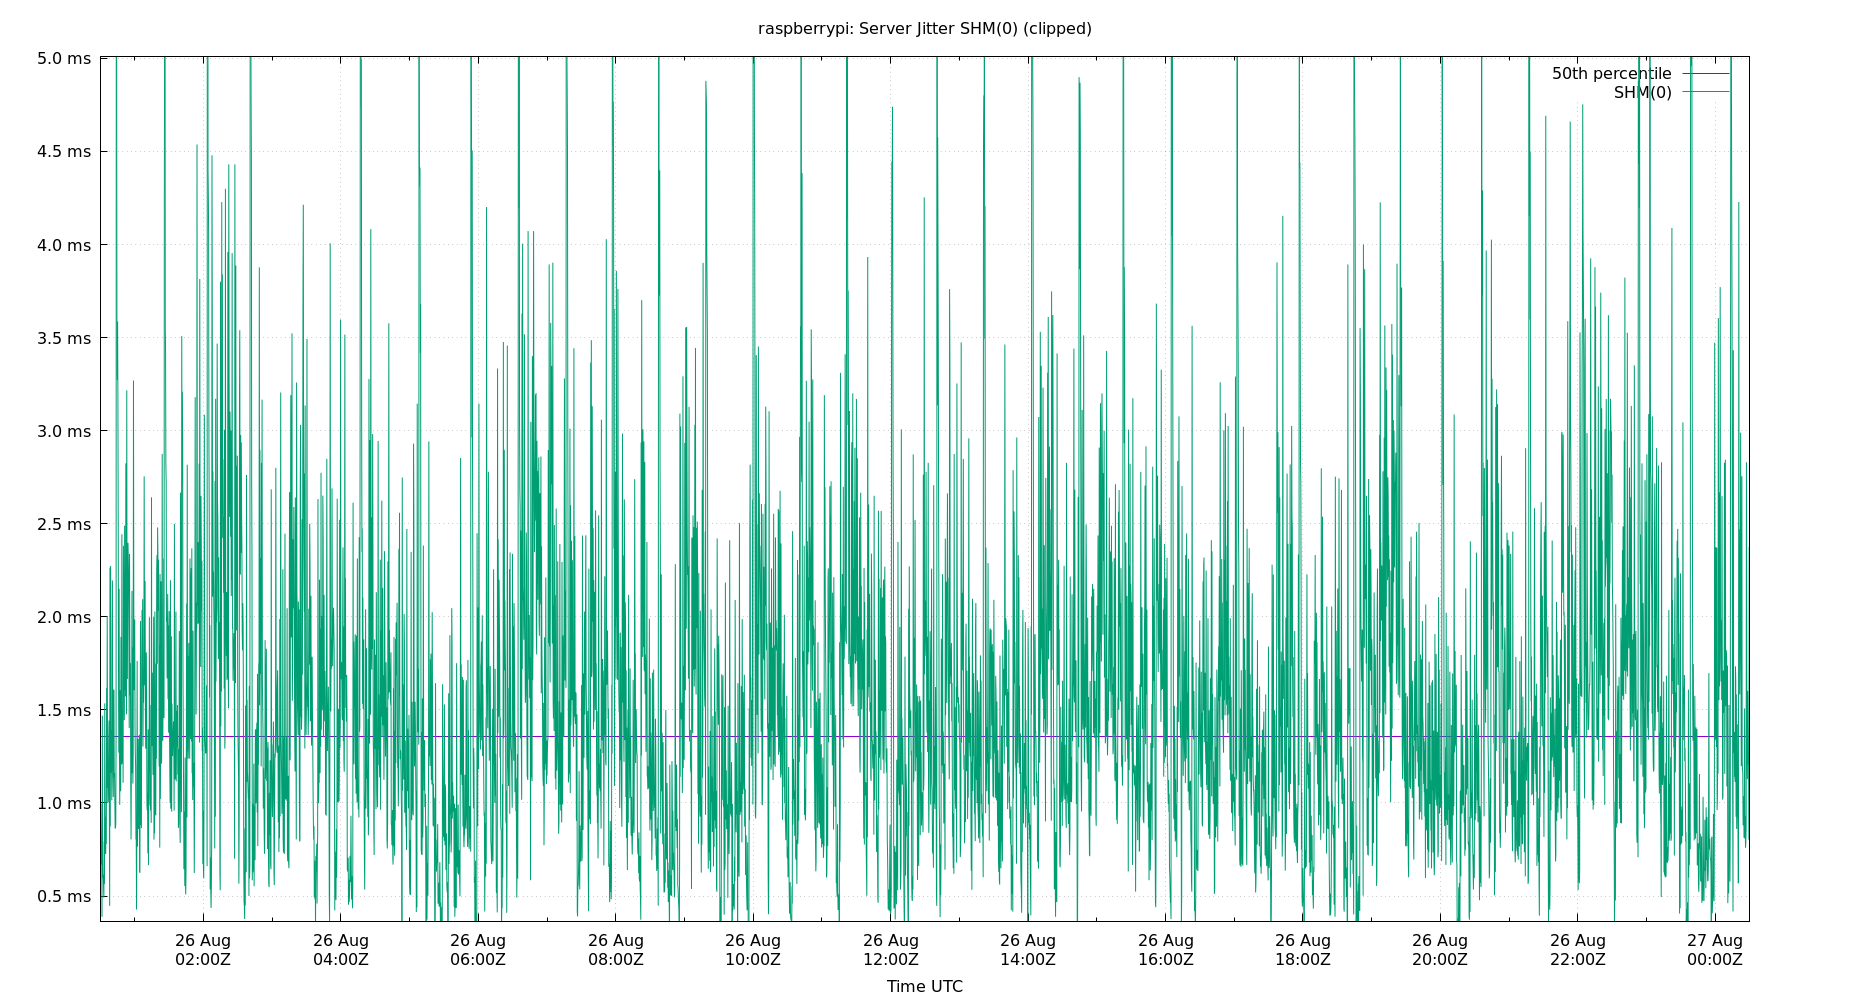 raspberrypi: Server Jitter SHM(0) (clipped)
5.0 ms
50th percentile
SHM(0)
4.5 ms
4.0 ms
3.5 ms
3.0 ms
2.5 ms
2.0 ms
1.5 ms
1.0 ms
0.5 ms
26 Aug 26 Aug 26 Aug 26 Aug 26 Aug 26 Aug 26 Aug 26 Aug 26 Aug 26 Aug 26 Aug 27 Aug
02:00Z 04:00Z 06:00Z 08:00Z 10:00Z 12:00Z 14:00Z 16:00Z 18:00Z 20:00Z 22:00Z 00:00Z
Time UTC